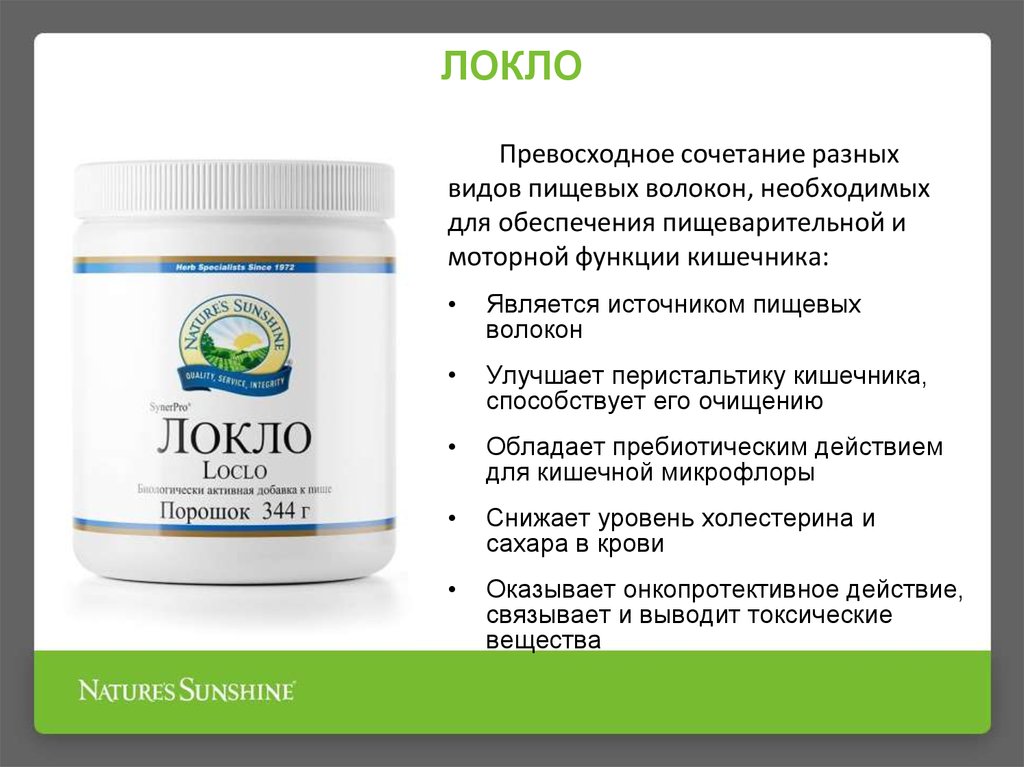 ЛОКЛО
Превосходное сочетание разных
видов пищевых волокон, необходимых
для обеспечения пищеварительной и
моторной функции кишечника:
• Является источником пищевых
волокон
• Улучшает перистальтику кишечника,
способствует его очищению
• Обладает пребиотическим действием
для кишечной микрофлоры
• Снижает уровень холестерина и
сахара в крови
• Оказывает онкопротективное действие,
связывает и выводит токсические
вещества
Herb Specialists Since 1972
NATURE'S SUNSHINE®
QUALITY, SERVICE, INTEGRITY
SynerPro®
ЛОКЛО
LOCLO
Биологически активная добавка к пище
Порошок 344 г
NATURE'S SUNSHINE™